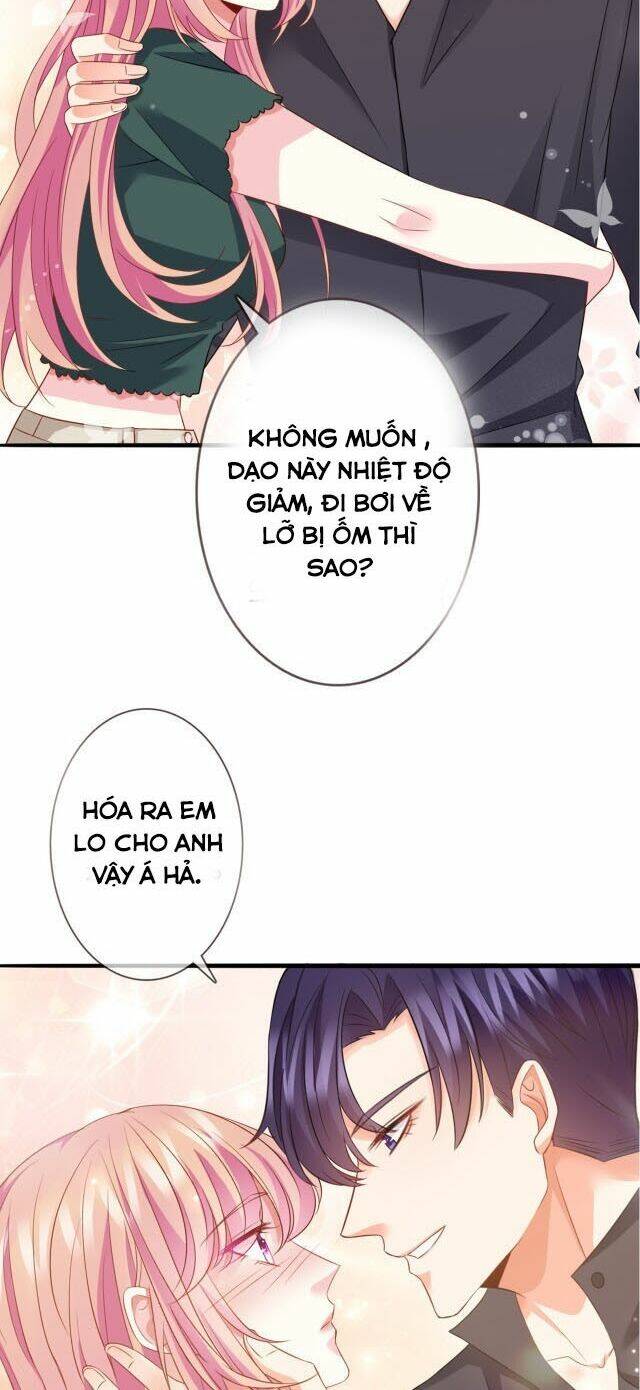 KHÔNG MUỐN ,
DẠO NÀY NHIỆT ĐỘ
GIẢM, ĐI BƠI VỀ
LỠ BỊ ỐM THÌ
SAO?
HÓA RA EM
LO CHO ANH
VẬY Á HẢ.